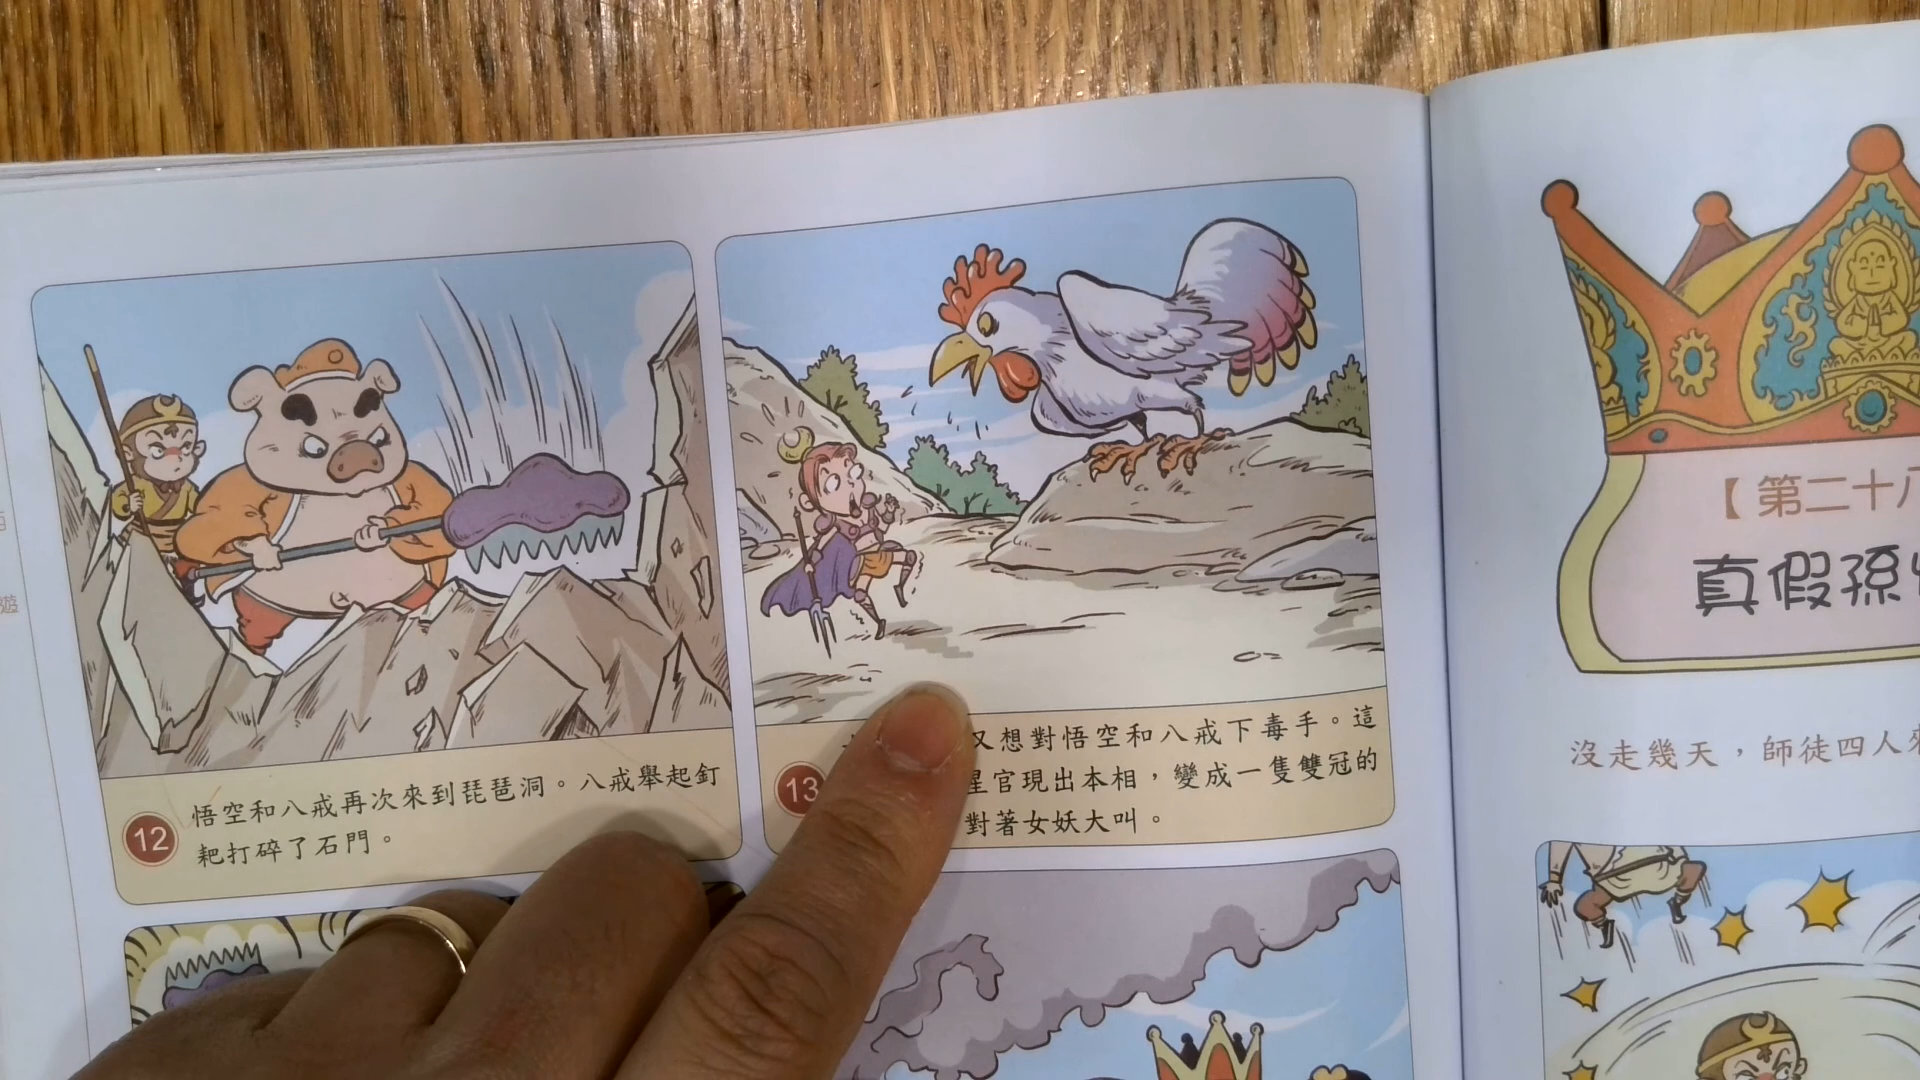 12
悟空和八戒再次來到琵琶洞。八戒舉起釘
耙打碎了石門。
13
又想對悟空和八戒下毒手。這
星官現出本相，變成一隻雙冠的
對著女妖大叫。
遊
【第二十八
真假孫
沒走幾天，師徒四人來